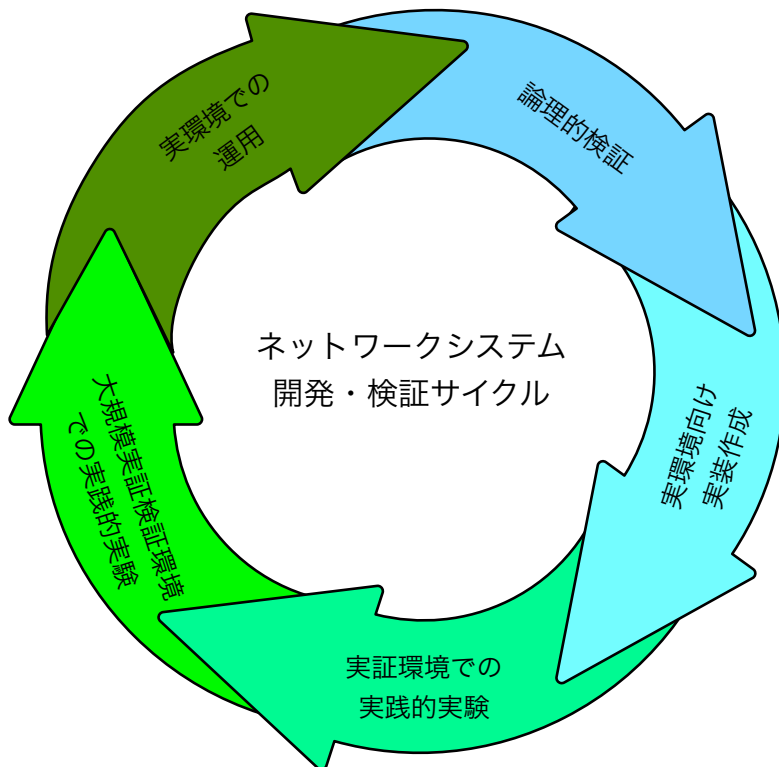 ネットワークシステム
開発・検証サイクル
論理的検証
実環境向け
実装作成
実証環境での
実践的実験
大規模実証検証環境
での実践的実験
実環境での
運用